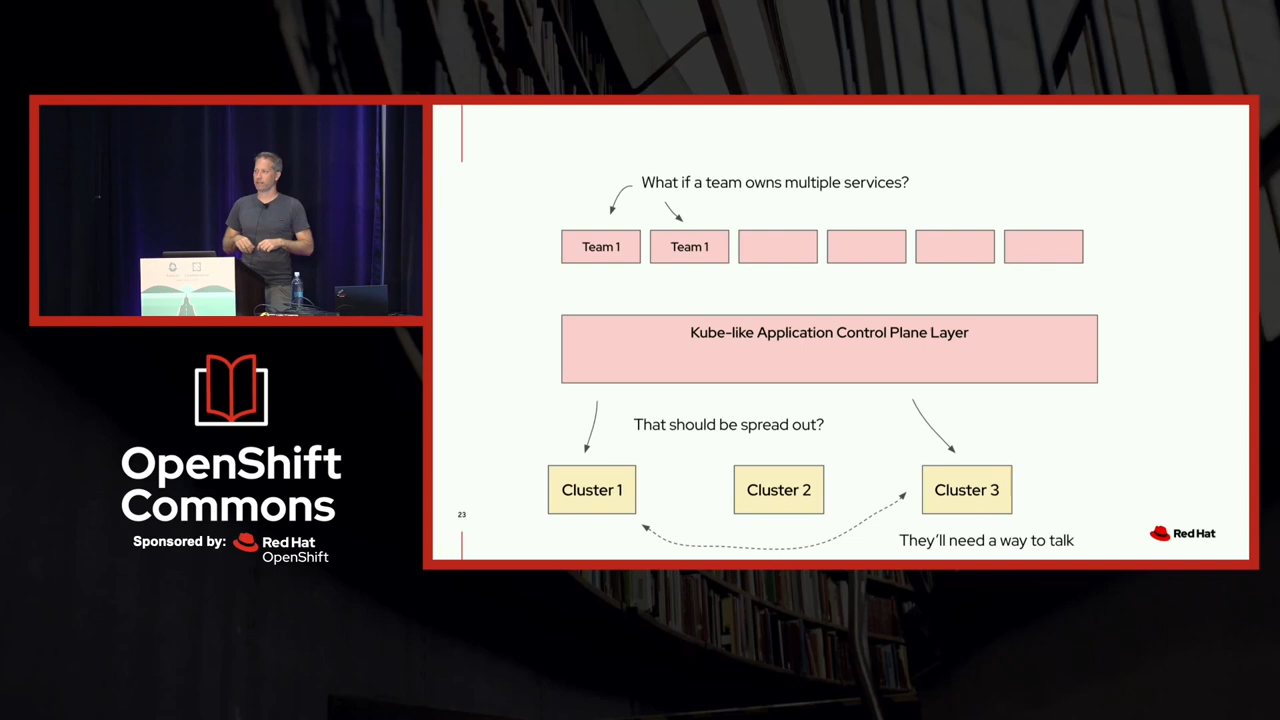 What if a team owns multiple services?
Team 1
Team 1
Kube-like Application Control Plane Layer
That should be spread out?
Cluster 1
Cluster 2
Cluster 3
23
They'll need a way to talk
Red Hat
OpenShift
Commons
Sponsored by:
Red Hat
OpenShift